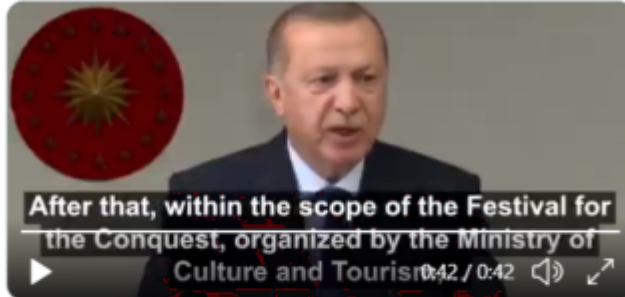 After that, within the scope of the Festival for
the Conquest, organized by the Ministry of
Culture and Tourism,
0:42 / 0:42